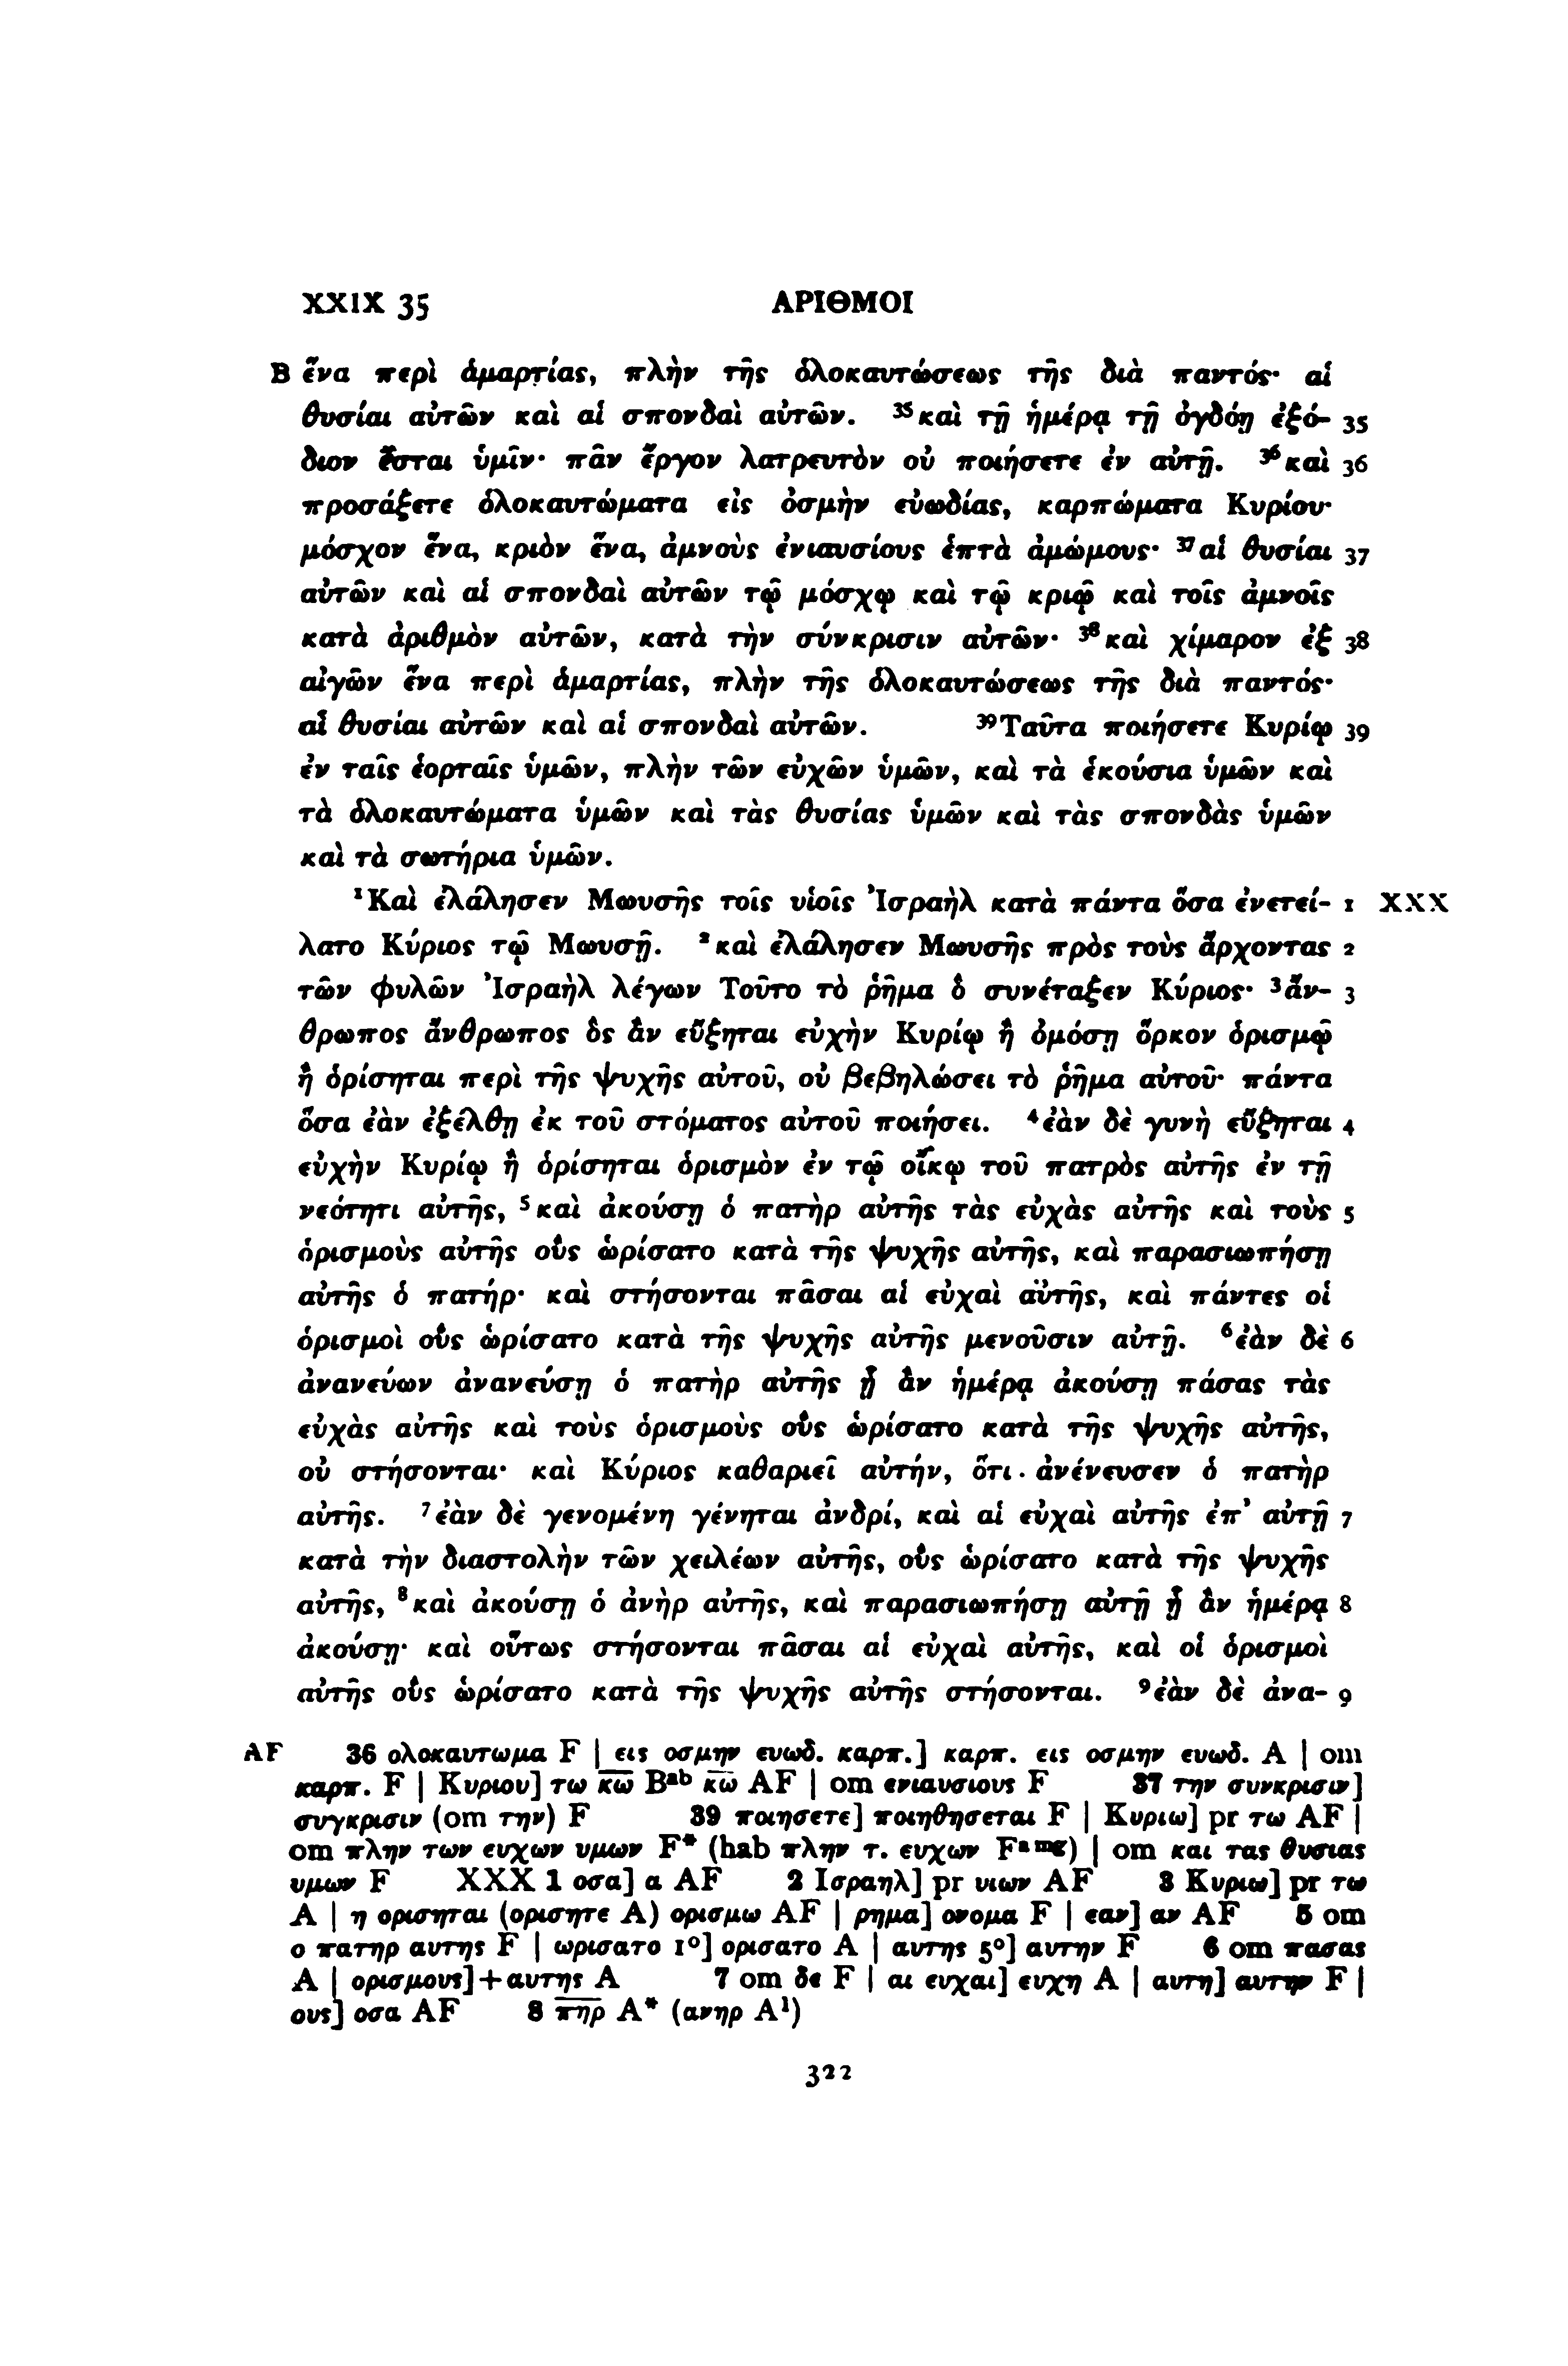 XXIX 35 ΑΡΙΘΜΟΙ
B ἕνα περὶ ἁμαρτίας, πλὴν τῆς ὁλοκαυτώσεως τῆς διὰ παντός· αἱ
θυσίαι αὐτῶν καὶ αἱ σπονδαὶ αὐτῶν. ³⁵καὶ τῇ ἡμέρᾳ τῇ ὀγδόῃ ἐξό- 35
διον ἔσται ὑμῖν· πᾶν ἔργον λατρευτὸν οὐ ποιήσετε ἐν αὐτῇ. ³⁶καὶ 36
προσάξετε ὁλοκαυτώματα εἰς ὀσμὴν εὐωδίας, καρπώματα Κυρίου·
μόσχον ἕνα, κριὸν ἕνα, ἀμνοὺς ἐνιαυσίους ἑπτὰ ἀμώμους· ³⁷αἱ θυσίαι 37
αὐτῶν καὶ αἱ σπονδαὶ αὐτῶν τῷ μόσχῳ καὶ τῷ κριῷ καὶ τοῖς ἀμνοῖς
κατὰ ἀριθμὸν αὐτῶν, κατὰ τὴν σύνκρισιν αὐτῶν· ³⁸καὶ χίμαρον ἐξ 38
αἰγῶν ἕνα περὶ ἁμαρτίας, πλὴν τῆς ὁλοκαυτώσεως τῆς διὰ παντός·
αἱ θυσίαι αὐτῶν καὶ αἱ σπονδαὶ αὐτῶν. ³⁹Ταῦτα ποιήσετε Κυρίῳ 39
ἐν ταῖς ἑορταῖς ὑμῶν, πλὴν τῶν εὐχῶν ὑμῶν, καὶ τὰ ἑκούσια ὑμῶν καὶ
τὰ ὁλοκαυτώματα ὑμῶν καὶ τὰς θυσίας ὑμῶν καὶ τὰς σπονδὰς ὑμῶν
καὶ τὰ σωτήρια ὑμῶν.
¹Καὶ ἐλάλησεν Μωυσῆς τοῖς υἱοῖς Ἰσραὴλ κατὰ πάντα ὅσα ἐνετεί- 1 XXX
λατο Κύριος τῷ Μωυσῇ. ²καὶ ἐλάλησεν Μωυσῆς πρὸς τοὺς ἄρχοντας 2
τῶν φυλῶν Ἰσραὴλ λέγων Τοῦτο τὸ ῥῆμα ὃ συνέταξεν Κύριος· ³ἄν- 3
θρωπος ἄνθρωπος ὃς ἂν εὔξηται εὐχὴν Κυρίῳ ἢ ὀμόσῃ ὅρκον ὁρισμῷ
ἢ ὁρίσηται περὶ τῆς ψυχῆς αὐτοῦ, οὐ βεβηλώσει τὸ ῥῆμα αὐτοῦ· πάντα
ὅσα ἐὰν ἐξέλθῃ ἐκ τοῦ στόματος αὐτοῦ ποιήσει. ⁴ἐὰν δὲ γυνὴ εὔξηται 4
εὐχὴν Κυρίῳ ἢ ὁρίσηται ὁρισμὸν ἐν τῷ οἴκῳ τοῦ πατρὸς αὐτῆς ἐν τῇ
νεότητι αὐτῆς, ⁵καὶ ἀκούσῃ ὁ πατὴρ αὐτῆς τὰς εὐχὰς αὐτῆς καὶ τοὺς 5
ὁρισμοὺς αὐτῆς οὓς ὡρίσατο κατὰ τῆς ψυχῆς αὐτῆς, καὶ παρασιωπήσῃ
αὐτῆς ὁ πατήρ· καὶ στήσονται πᾶσαι αἱ εὐχαὶ αὐτῆς, καὶ πάντες οἱ
ὁρισμοὶ οὓς ὡρίσατο κατὰ τῆς ψυχῆς αὐτῆς μενοῦσιν αὐτῇ. ⁶ἐὰν δὲ 6
ἀνανεύων ἀνανεύσῃ ὁ πατὴρ αὐτῆς ᾗ ἂν ἡμέρᾳ ἀκούσῃ πάσας τὰς
εὐχὰς αὐτῆς καὶ τοὺς ὁρισμοὺς οὓς ὡρίσατο κατὰ τῆς ψυχῆς αὐτῆς,
οὐ στήσονται· καὶ Κύριος καθαριεῖ αὐτήν, ὅτι ἀνένευσεν ὁ πατὴρ
αὐτῆς. ⁷ἐὰν δὲ γενομένη γένηται ἀνδρί, καὶ αἱ εὐχαὶ αὐτῆς ἐπ᾽ αὐτῇ 7
κατὰ τὴν διαστολὴν τῶν χειλέων αὐτῆς, οὓς ὡρίσατο κατὰ τῆς ψυχῆς
αὐτῆς, ⁸καὶ ἀκούσῃ ὁ ἀνὴρ αὐτῆς, καὶ παρασιωπήσῃ αὐτῇ ᾗ ἂν ἡμέρᾳ 8
ἀκούσῃ· καὶ οὕτως στήσονται πᾶσαι αἱ εὐχαὶ αὐτῆς, καὶ οἱ ὁρισμοὶ
αὐτῆς οὓς ὡρίσατο κατὰ τῆς ψυχῆς αὐτῆς στήσονται. ⁹ἐὰν δὲ ἀνα- 9
AF 36 ολοκαυτωμα F | εις οσμην ευωδ. καρπ.] καρπ. εις οσμην ευωδ. A | om
καρπ. F | Κυριου] τω κ̅ω̅ Bᵃᵇ κ̅ω̅ AF | om ενιαυσιους F 37 την συνκρισιν]
συγκρισιν (om την) F 39 ποιησετε] ποιηθησεται F | Κυριω] pr τω AF |
om πλην των ευχων υμων F* (hab πλην τ. ευχων Fᵃ ᵐᵍ) | om και τας θυσιας
υμων F XXX 1 οσα] α AF 2 Ισραηλ] pr υιων AF 3 Κυριω] pr τω
A | η ορισηται (ορισητε A) ορισμω AF | ρημα] ονομα F | εαν] αν AF 5 om
ο πατηρ αυτης F | ωρισατο 1°] ορισατο A | αυτης 5°] αυτην F 6 om πασας
A | ορισμους]+αυτης A 7 om δε F | αι ευχαι] ευχη A | αυτη] αυτην F |
ους] οσα AF 8 π̅η̅ρ̅ A* (ανηρ A¹)
322